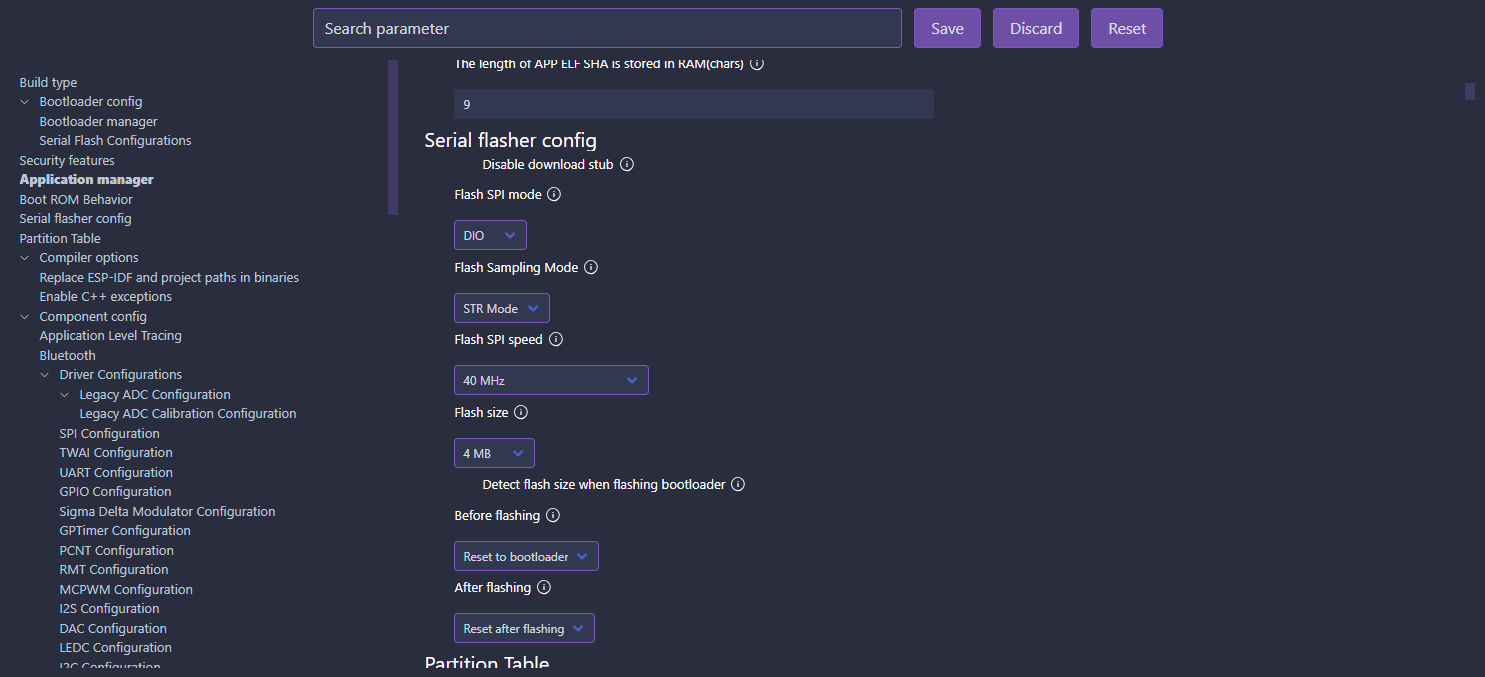 Search parameter
Save
Discard
Reset
Build type
Bootloader config
Bootloader manager
Serial Flash Configurations
Security features
Application manager
Boot ROM Behavior
Serial flasher config
Partition Table
Compiler options
Replace ESP-IDF and project paths in binaries
Enable C++ exceptions
Component config
Application Level Tracing
Bluetooth
Driver Configurations
Legacy ADC Configuration
Legacy ADC Calibration Configuration
SPI Configuration
TWAI Configuration
UART Configuration
GPIO Configuration
Sigma Delta Modulator Configuration
GPTimer Configuration
PCNT Configuration
RMT Configuration
MCPWM Configuration
I2S Configuration
DAC Configuration
LEDC Configuration
I2C Configuration
The length of APP ELF SHA is stored in RAM(chars)
9
Serial flasher config
Disable download stub
Flash SPI mode
DIO
Flash Sampling Mode
STR Mode
Flash SPI speed
40 MHz
Flash size
4 MB
Detect flash size when flashing bootloader
Before flashing
Reset to bootloader
After flashing
Reset after flashing
Partition Table